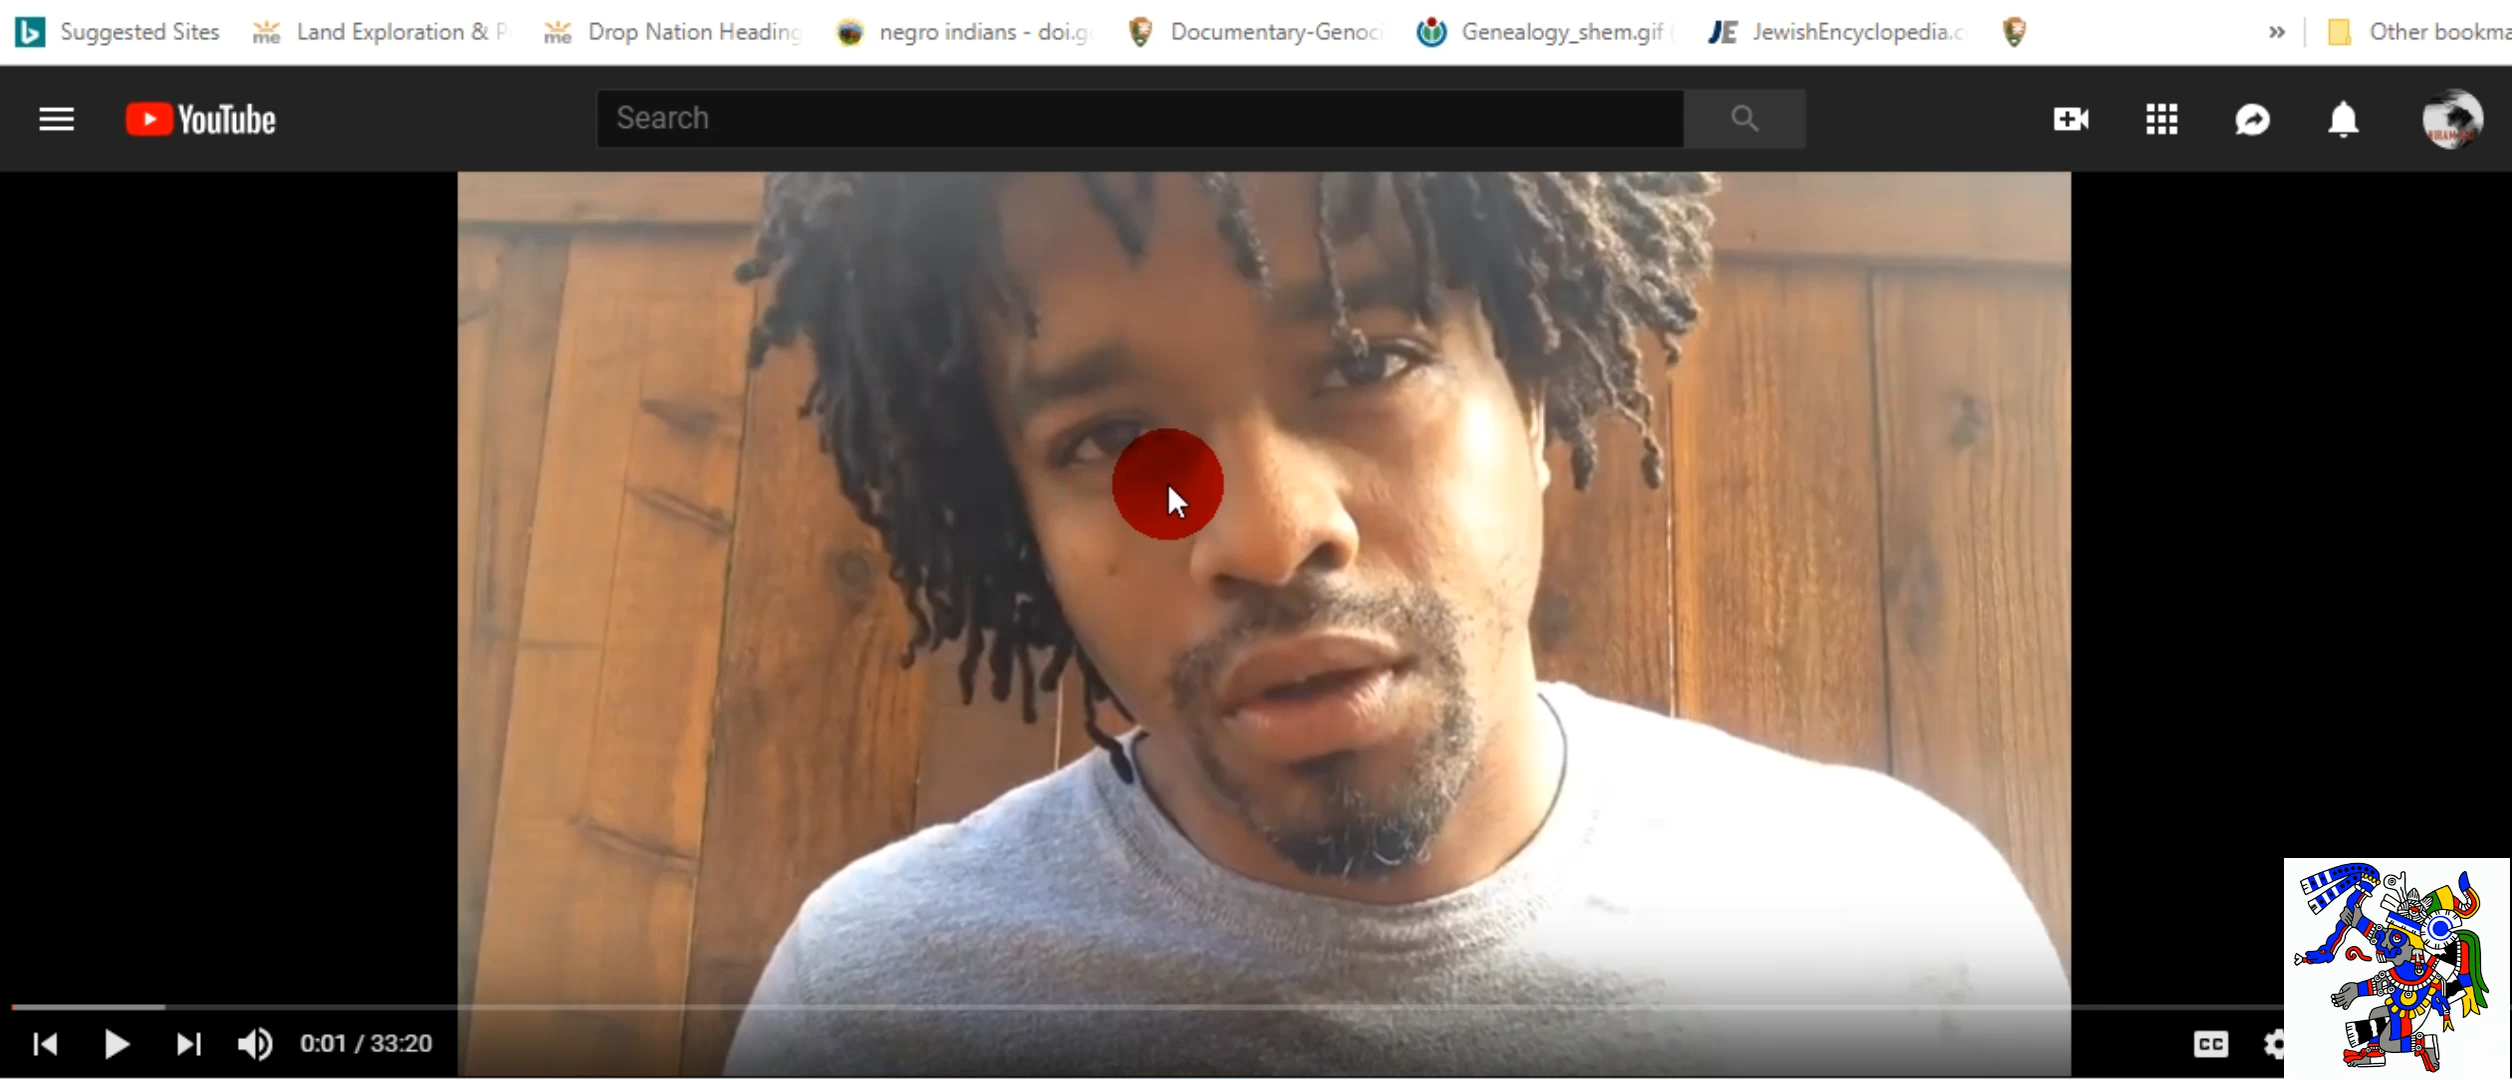 Suggested Sites
Land Exploration & P
Drop Nation Heading
negro indians - doi.g
Documentary-Genoci
Genealogy_shem.gif (
JewishEncyclopedia.c
Other bookma
YouTube
Search
0:01 / 33:20
CC